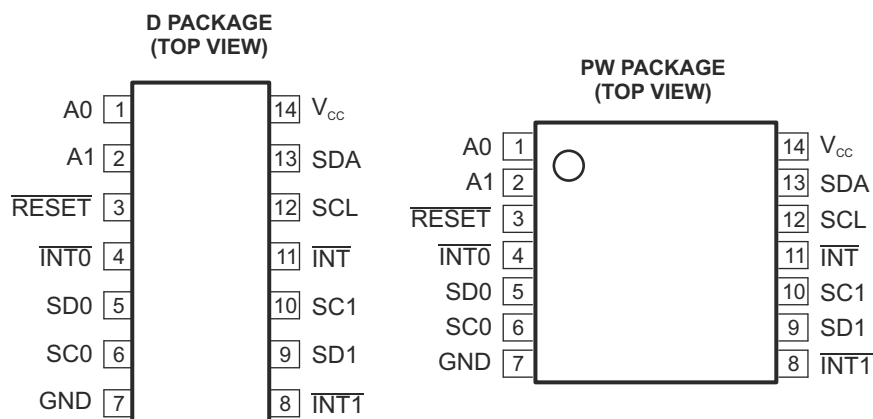 D PACKAGE
(TOP VIEW)
A0 1 14 VCC
A1 2 13 SDA
RESET 3 12 SCL
INT0 4 11 INT
SD0 5 10 SC1
SC0 6 9 SD1
GND 7 8 INT1
PW PACKAGE
(TOP VIEW)
A0 1 14 VCC
A1 2 13 SDA
RESET 3 12 SCL
INT0 4 11 INT
SD0 5 10 SC1
SC0 6 9 SD1
GND 7 8 INT1